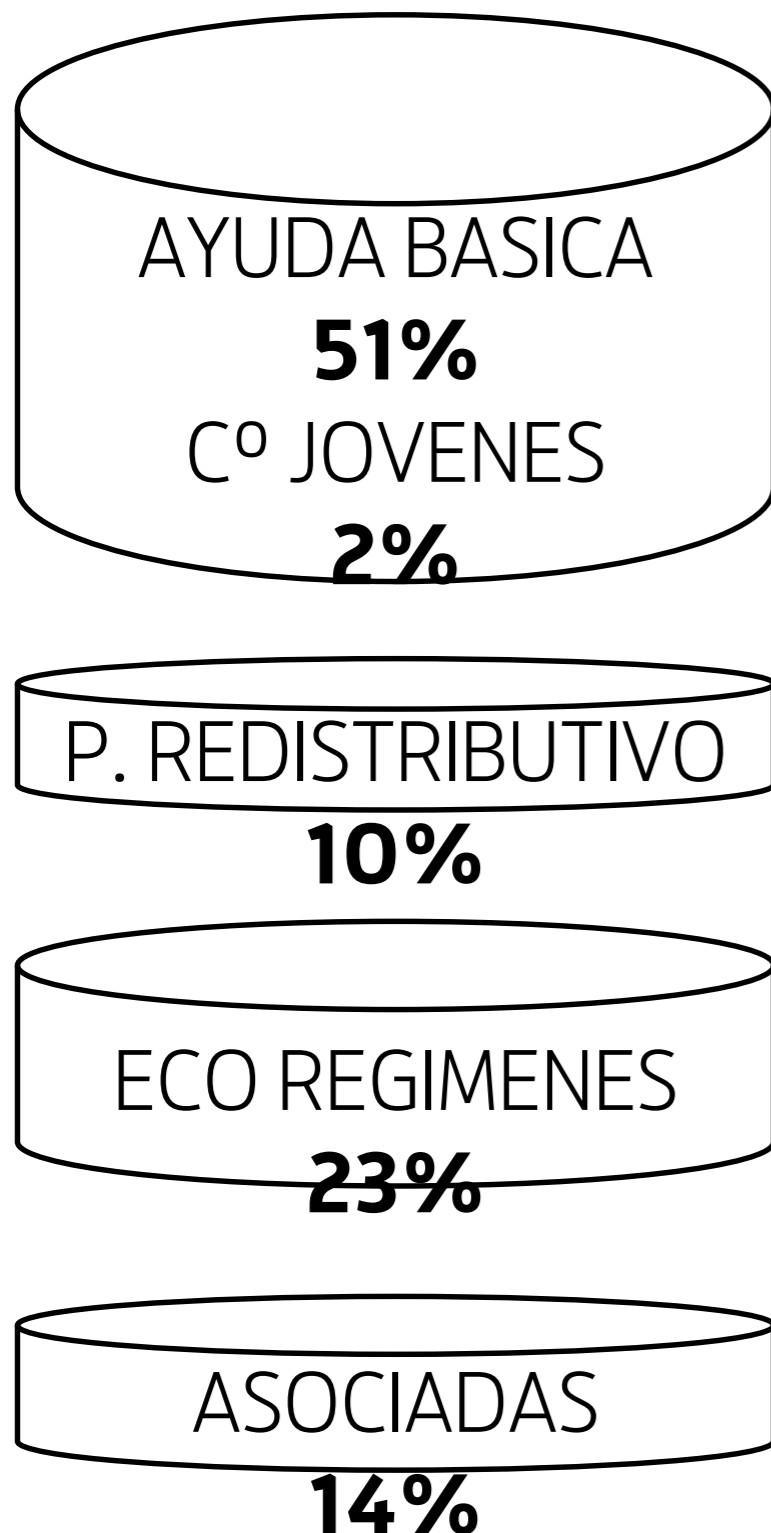 AYUDA BASICA
51%
Cº JOVENES
2%
P. REDISTRIBUTIVO
10%
ECO REGIMENES
23%
ASOCIADAS
14%